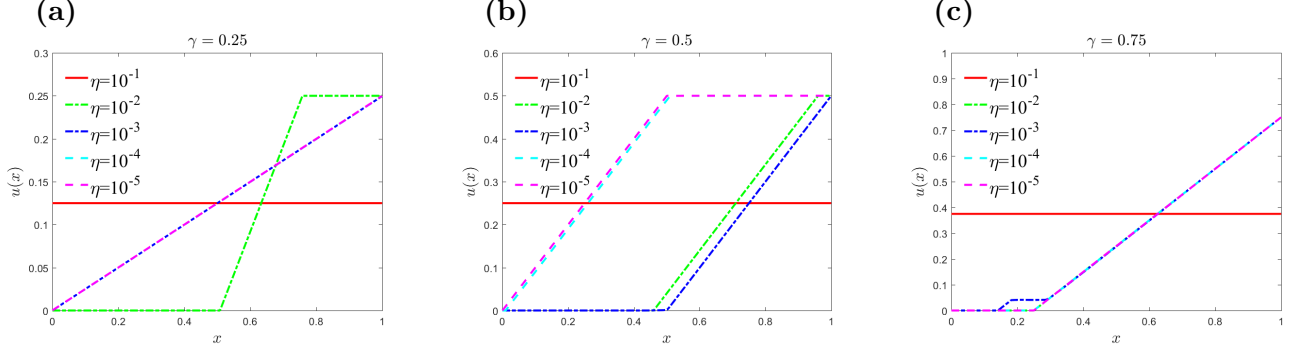 (a)
γ = 0.25
0.3
0.25
0.2
0.15
0.1
0.05
0
0 0.2 0.4 0.6 0.8 1
x
u(x)
η=10⁻¹
η=10⁻²
η=10⁻³
η=10⁻⁴
η=10⁻⁵
(b)
γ = 0.5
0.6
0.5
0.4
0.3
0.2
0.1
0
0 0.2 0.4 0.6 0.8 1
x
u(x)
η=10⁻¹
η=10⁻²
η=10⁻³
η=10⁻⁴
η=10⁻⁵
(c)
γ = 0.75
1
0.9
0.8
0.7
0.6
0.5
0.4
0.3
0.2
0.1
0
0 0.2 0.4 0.6 0.8 1
x
u(x)
η=10⁻¹
η=10⁻²
η=10⁻³
η=10⁻⁴
η=10⁻⁵